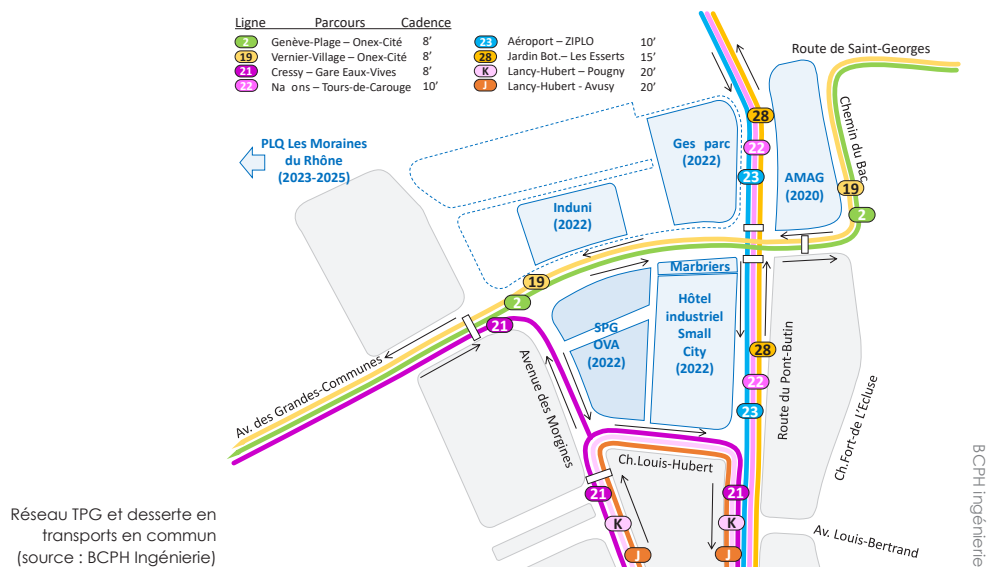 Ligne Parcours Cadence
2 Genève-Plage – Onex-Cité 8’
19 Vernier-Village – Onex-Cité 8’
21 Cressy – Gare Eaux-Vives 8’
22 Na ons – Tours-de-Carouge 10’
23 Aéroport – ZIPLO 10’
28 Jardin Bot.– Les Esserts 15’
K Lancy-Hubert – Pougny 20’
J Lancy-Hubert - Avusy 20’
Route de Saint-Georges
Chemin du Bac
PLQ Les Moraines
du Rhône
(2023-2025)
28
22
23
Ges parc
(2022)
AMAG
(2020)
19
2
Induni
(2022)
19
2
21
Marbriers
Hôtel
industriel
Small
City
(2022)
SPG
OVA
(2022)
28
22
23
Route du Pont-Butin
Av. des Grandes-Communes
Avenue des Morgines
Ch.Fort-de L'Ecluse
Ch.Louis-Hubert
21
K
J
21
K
J
Av. Louis-Bertrand
Réseau TPG et desserte en
transports en commun
(source : BCPH Ingénierie)
BCPH ingénierie